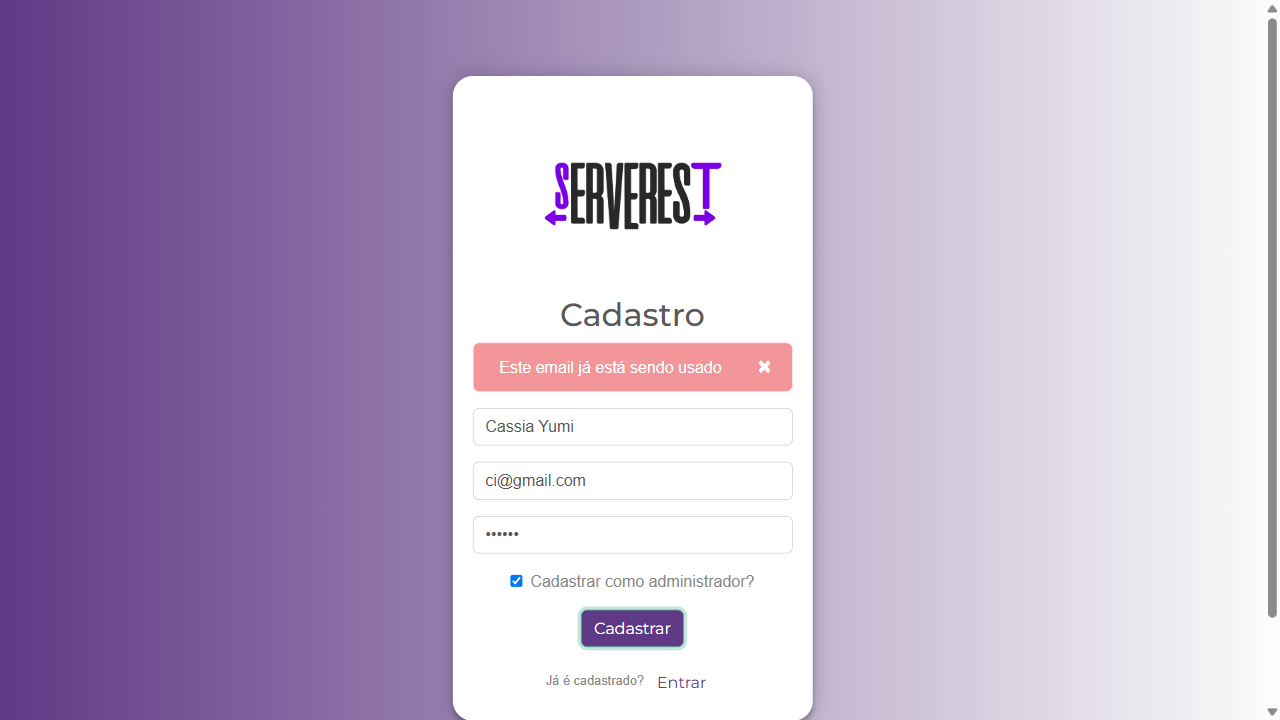 SERVEREST
Cadastro
Este email já está sendo usado
Cassia Yumi
ci@gmail.com
••••••
Cadastrar como administrador?
Cadastrar
Já é cadastrado? Entrar